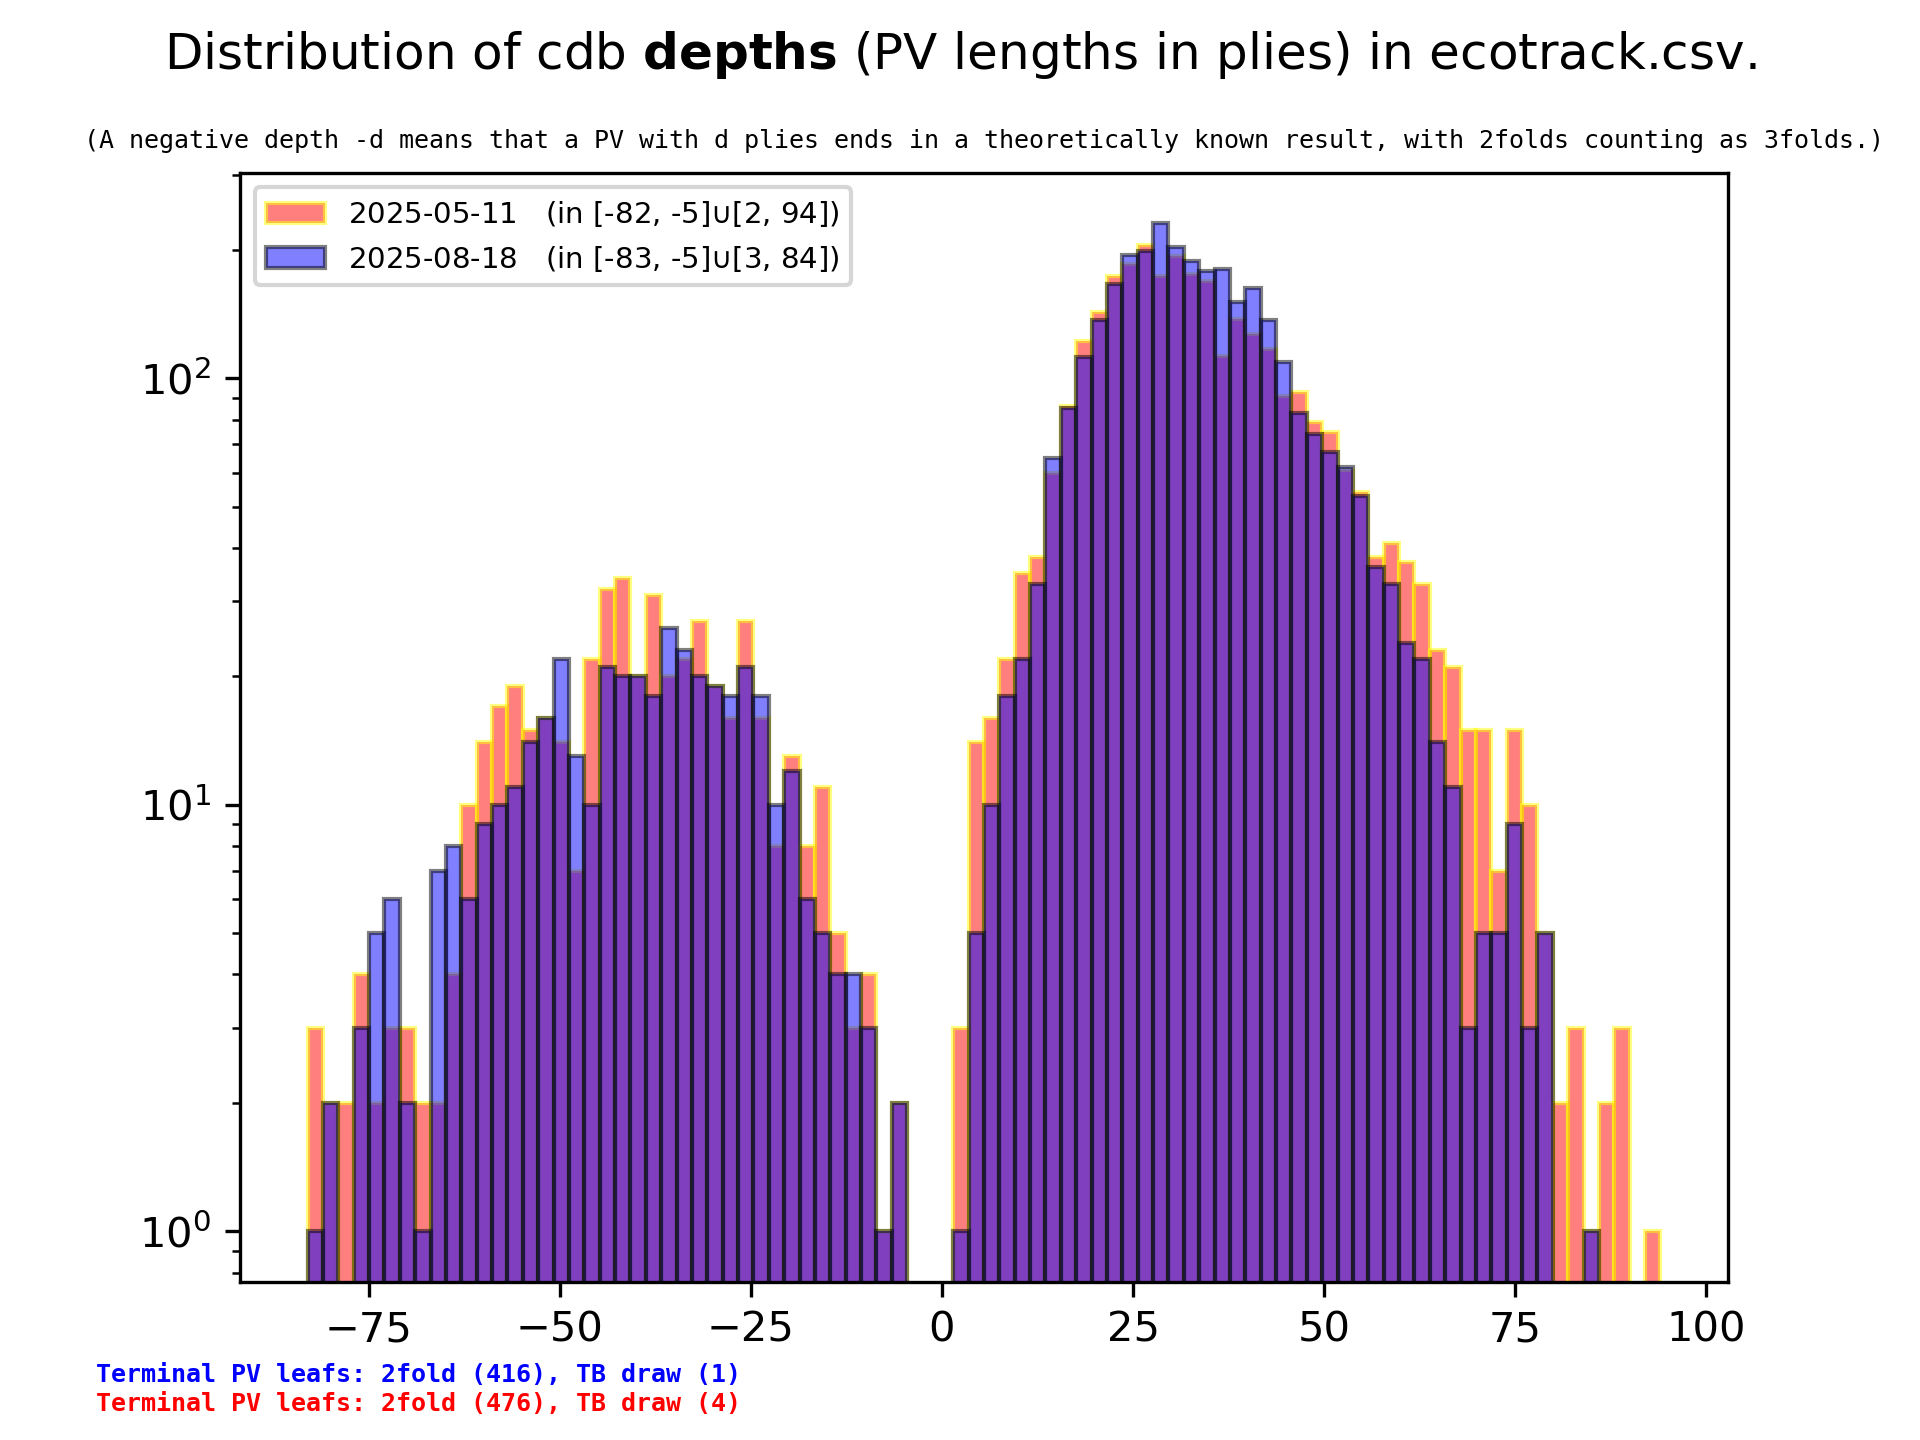 Distribution of cdb depths (PV lengths in plies) in ecotrack.csv.
(A negative depth -d means that a PV with d plies ends in a theoretically known result, with 2folds counting as 3folds.)
2025-05-11 (in [-82, -5]∪[2, 94])
2025-08-18 (in [-83, -5]∪[3, 84])
10²
10¹
10⁰
−75 −50 −25 0 25 50 75 100
Terminal PV leafs: 2fold (416), TB draw (1)
Terminal PV leafs: 2fold (476), TB draw (4)